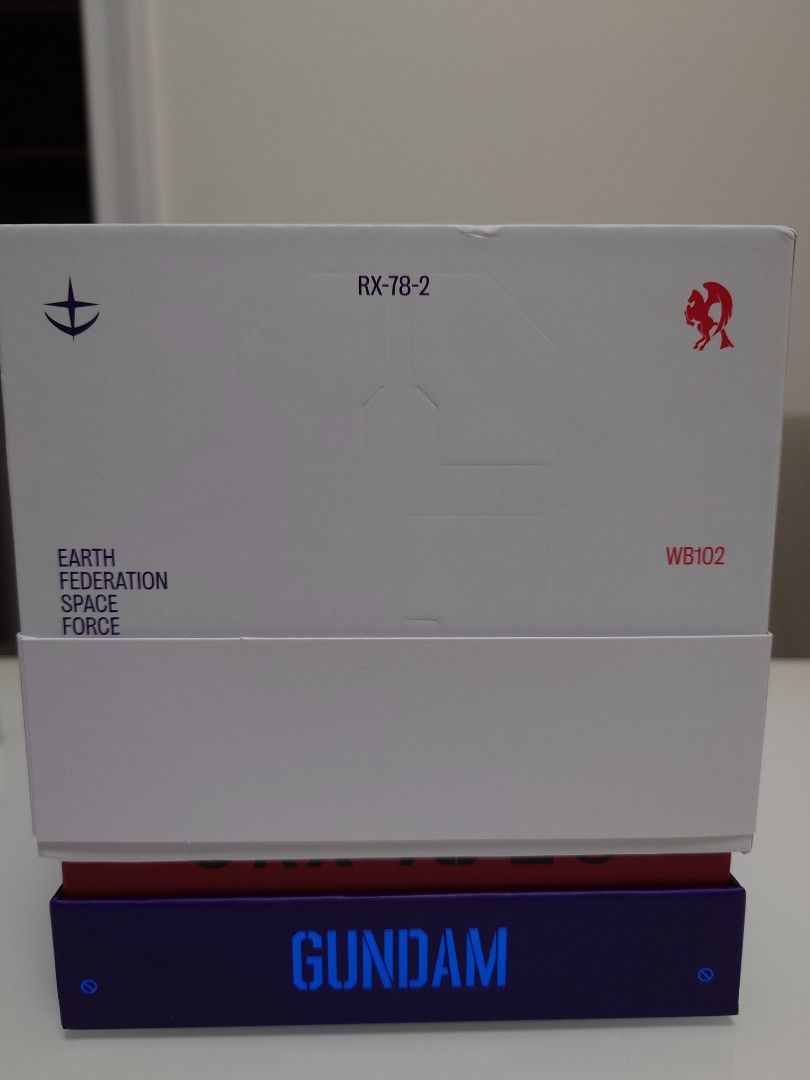 RX-78-2
EARTH
FEDERATION
SPACE
FORCE
WB102
GUNDAM